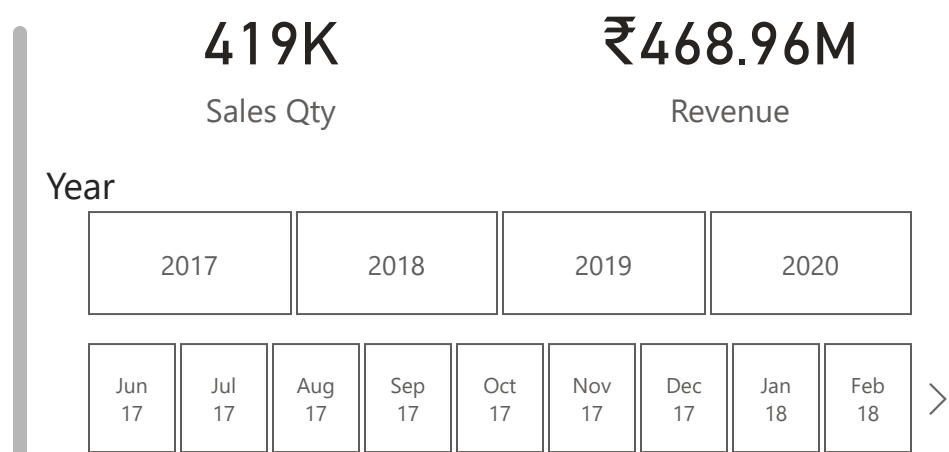 419K ₹468.96M
Sales Qty Revenue
Year
2017 2018 2019 2020
Jun Jul Aug Sep Oct Nov Dec Jan Feb
17 17 17 17 17 17 17 18 18